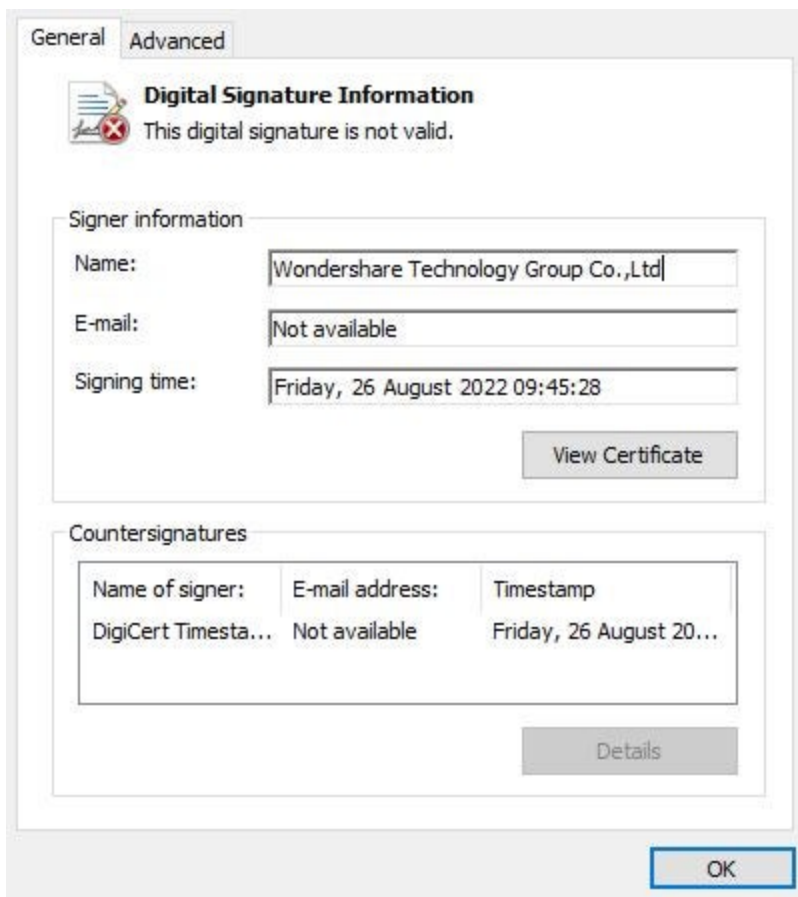 General Advanced
Digital Signature Information
This digital signature is not valid.
Signer information
Name: Wondershare Technology Group Co.,Ltd
E-mail: Not available
Signing time: Friday, 26 August 2022 09:45:28
View Certificate
Countersignatures
Name of signer: E-mail address: Timestamp
DigiCert Timesta... Not available Friday, 26 August 20...
Details
OK